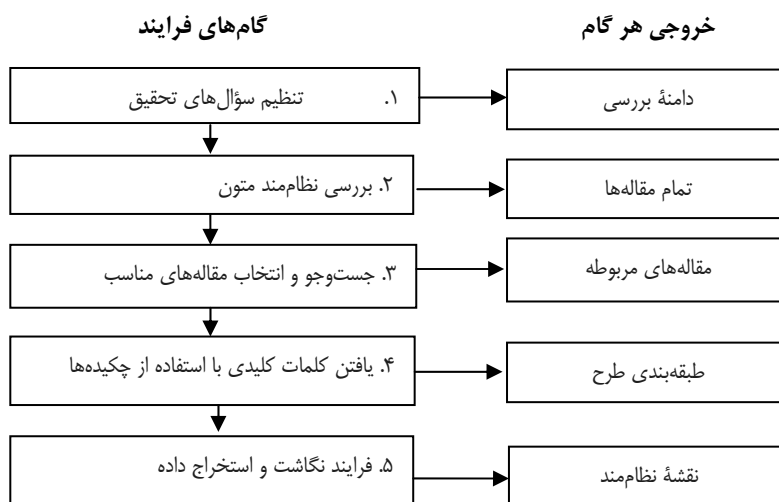 گام‌های فرایند
خروجی هر گام
۱. تنظیم سؤال‌های تحقیق
دامنۀ بررسی
۲. بررسی نظام‌مند متون
تمام مقاله‌ها
۳. جست‌وجو و انتخاب مقاله‌های مناسب
مقاله‌های مربوطه
۴. یافتن کلمات کلیدی با استفاده از چکیده‌ها
طبقه‌بندی طرح
۵. فرایند نگاشت و استخراج داده
نقشۀ نظام‌مند